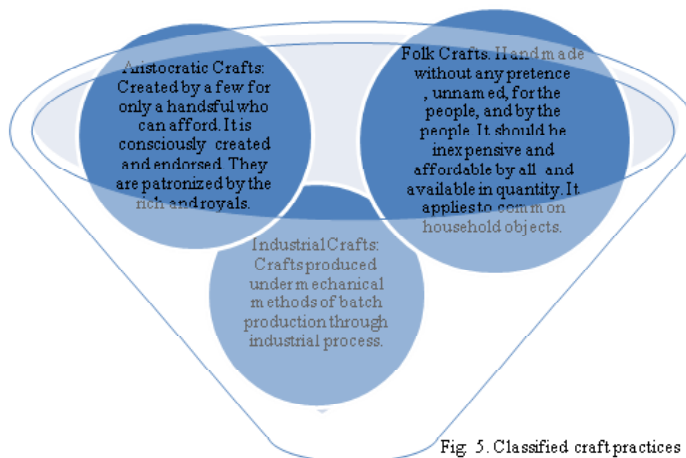 Aristocratic Crafts:
Created by a few for
only a handsful who
can afford. It is
consciously created
and endorsed. They
are patronized by the
rich and royals.
Folk Crafts: Handmade
without any pretence
, unnamed, for the
people, and by the
people. It should be
inexpensive and
affordable by all and
available in quantity. It
applies to common
household objects.
Industrial Crafts:
Crafts produced
under mechanical
methods of batch
production through
industrial process.
Fig. 5. Classified craft practices